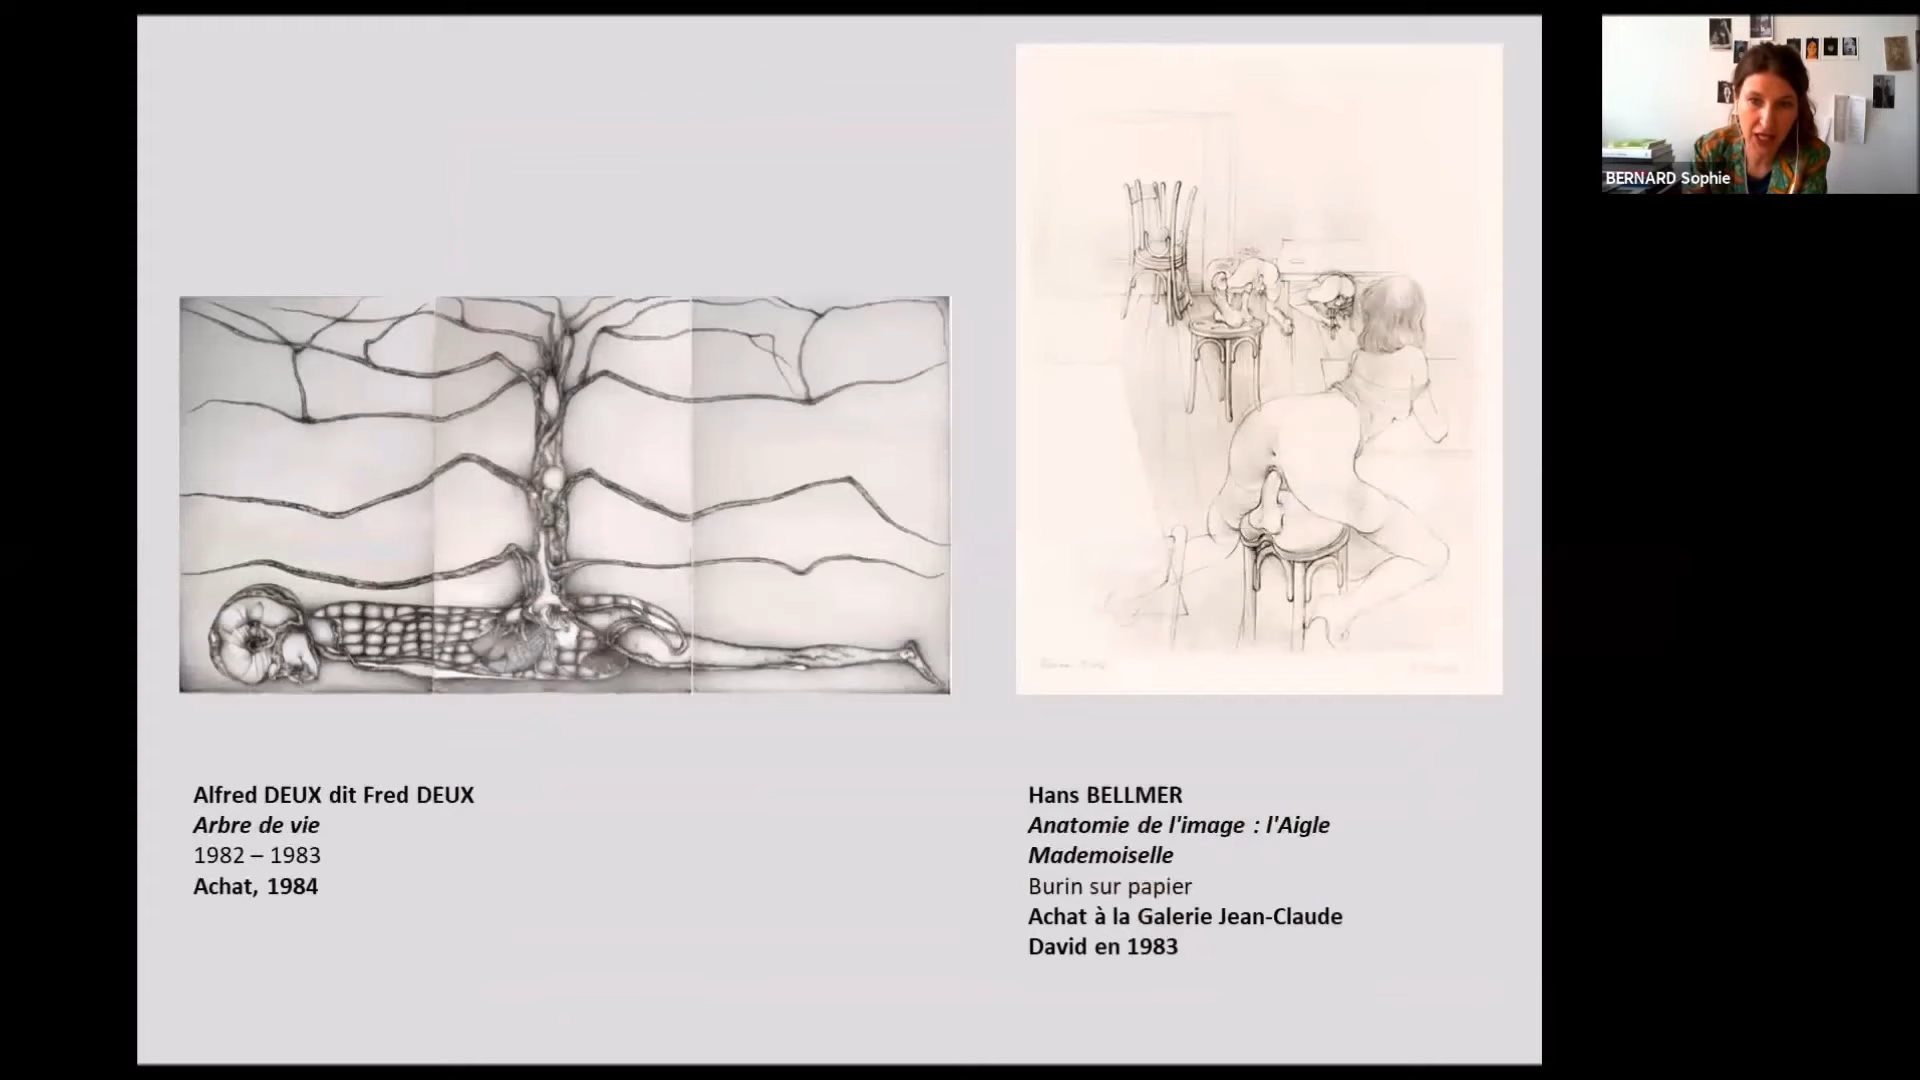 BERNARD Sophie
Alfred DEUX dit Fred DEUX
Arbre de vie
1982 – 1983
Achat, 1984
Hans BELLMER
Anatomie de l'image : l'Aigle
Mademoiselle
Burin sur papier
Achat à la Galerie Jean-Claude
David en 1983